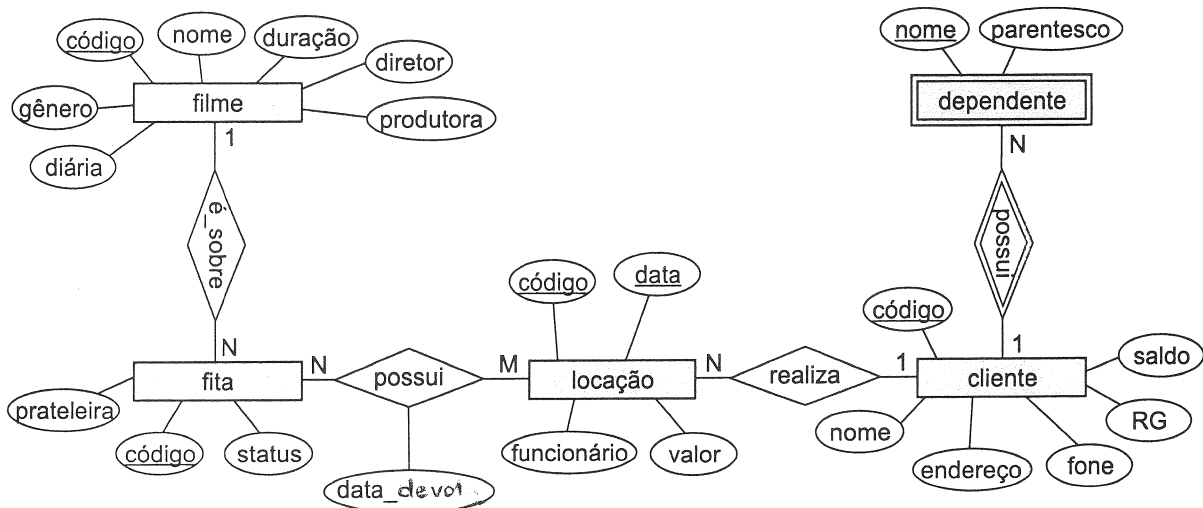 código
nome
duração
diretor
gênero
filme
produtora
diária
1
é_sobre
N
fita
prateleira
código
status
N
possui
M
data_devol
código
data
locação
funcionário
valor
N
realiza
1
nome
parentesco
dependente
N
possui
1
código
cliente
saldo
RG
nome
endereço
fone